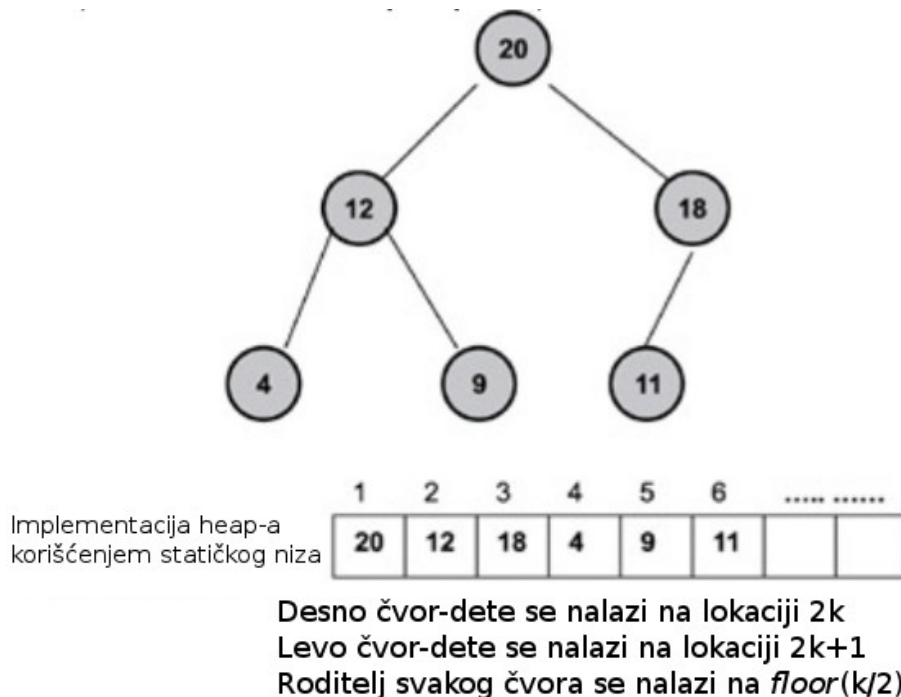 20
12 18
4 9 11
1 2 3 4 5 6 ..... ......
Implementacija heap-a
korišćenjem statičkog niza
20 12 18 4 9 11
Desno čvor-dete se nalazi na lokaciji 2k
Levo čvor-dete se nalazi na lokaciji 2k+1
Roditelj svakog čvora se nalazi na floor(k/2)